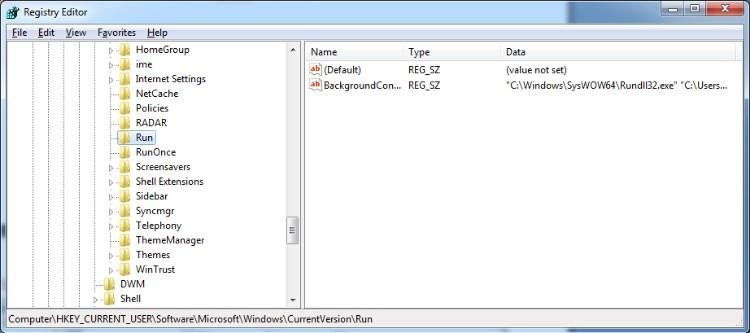 Registry Editor
File Edit View Favorites Help
HomeGroup
ime
Internet Settings
NetCache
Policies
RADAR
Run
RunOnce
Screensavers
Shell Extensions
Sidebar
Syncmgr
Telephony
ThemeManager
Themes
WinTrust
DWM
Shell
Name Type Data
(Default) REG_SZ (value not set)
BackgroundCon... REG_SZ "C:\Windows\SysWOW64\Rundll32.exe" "C:\Users...
Computer\HKEY_CURRENT_USER\Software\Microsoft\Windows\CurrentVersion\Run